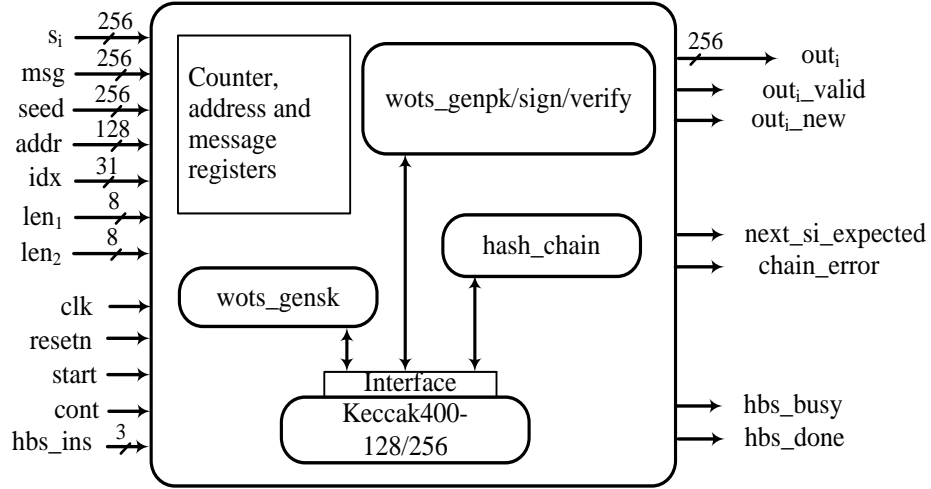 256
s_i
256
msg
256
seed
128
addr
31
idx
8
len_1
8
len_2
clk
resetn
start
cont
3
hbs_ins
Counter,
address and
message
registers
wots_genpk/sign/verify
hash_chain
wots_gensk
Interface
Keccak400-
128/256
256
out_i
out_i_valid
out_i_new
next_si_expected
chain_error
hbs_busy
hbs_done